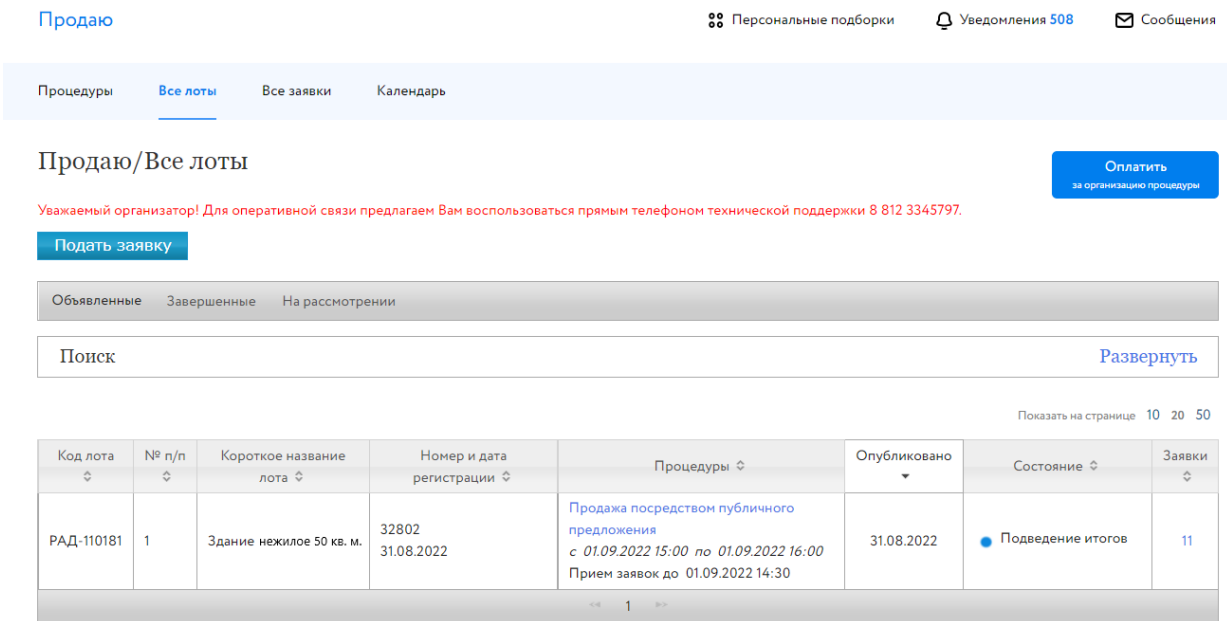 Продаю
Персональные подборки
Уведомления 508
Сообщения
Процедуры Все лоты Все заявки Календарь
Продаю/Все лоты
Оплатить
за организацию процедуры
Уважаемый организатор! Для оперативной связи предлагаем Вам воспользоваться прямым телефоном технической поддержки 8 812 3345797.
Подать заявку
Объявленные Завершенные На рассмотрении
Поиск Развернуть
Показать на странице 10 20 50
Код лота
№ п/п
Короткое название
лота
Номер и дата
регистрации
Процедуры
Опубликовано
Состояние
Заявки
РАД-110181
1
Здание нежилое 50 кв. м.
32802
31.08.2022
Продажа посредством публичного
предложения
с 01.09.2022 15:00 по 01.09.2022 16:00
Прием заявок до 01.09.2022 14:30
31.08.2022
Подведение итогов
11
<< 1 >>